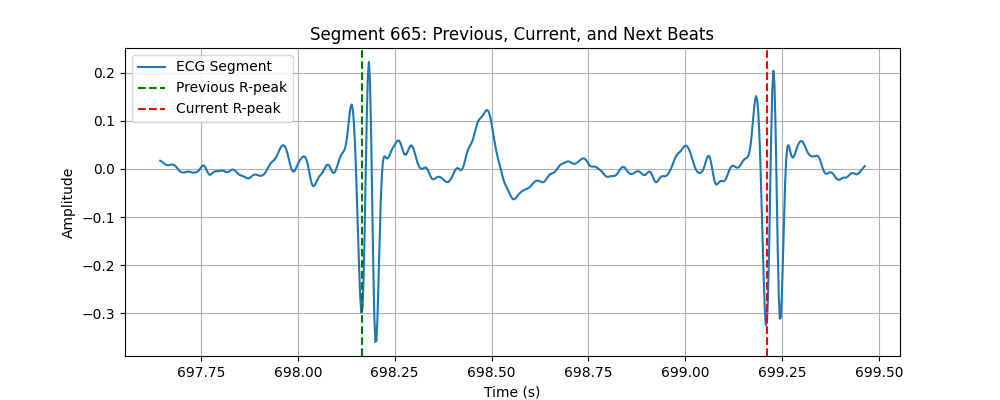 Segment 665: Previous, Current, and Next Beats
ECG Segment
Previous R-peak
Current R-peak
Amplitude
0.2
0.1
0.0
−0.1
−0.2
−0.3
697.75 698.00 698.25 698.50 698.75 699.00 699.25 699.50
Time (s)